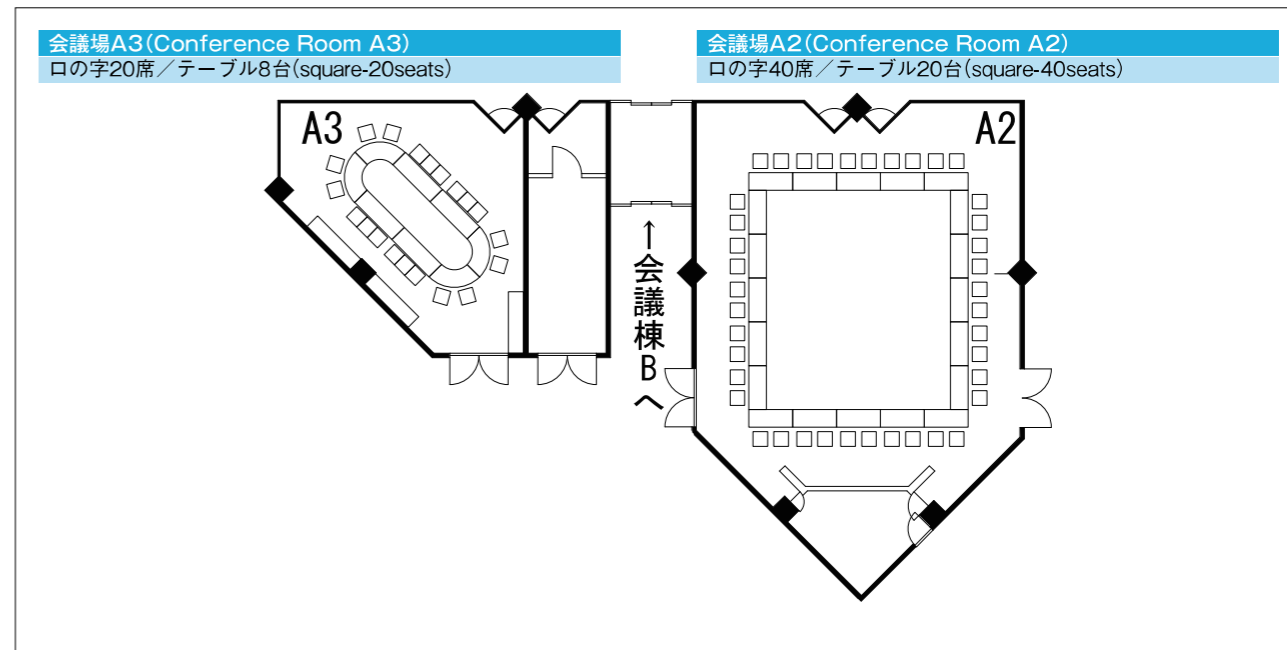 会議場A3(Conference Room A3)
ロの字20席／テーブル8台(square-20seats)
会議場A2(Conference Room A2)
ロの字40席／テーブル20台(square-40seats)
A3
A2
↑会議棟Bへ